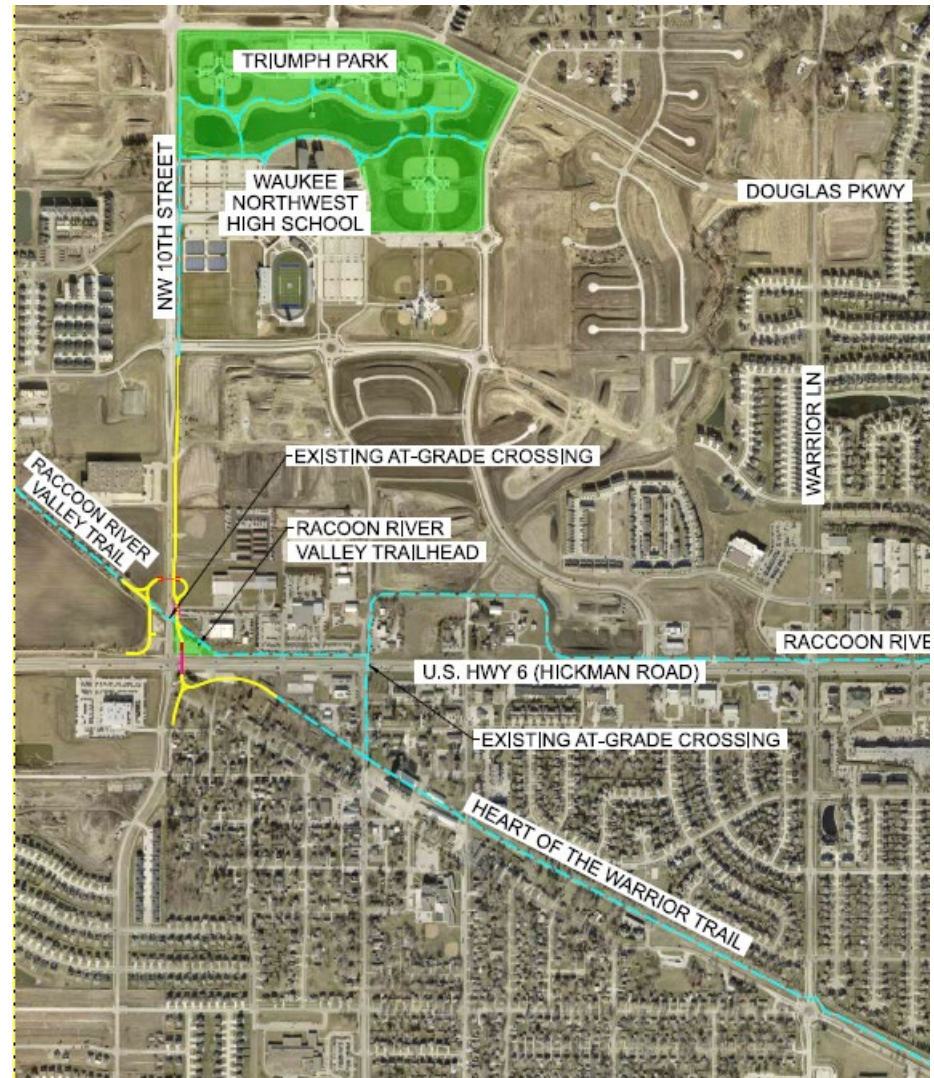 TRIUMPH PARK
NW 10TH STREET
WAUKEE
NORTHWEST
HIGH SCHOOL
DOUGLAS PKWY
WARRIOR LN
EXISTING AT-GRADE CROSSING
RACCOON RIVER
VALLEY TRAIL
RACOON RIVER
VALLEY TRAILHEAD
RACCOON RIVE
U.S. HWY 6 (HICKMAN ROAD)
EXISTING AT-GRADE CROSSING
HEART OF THE WARRIOR TRAIL